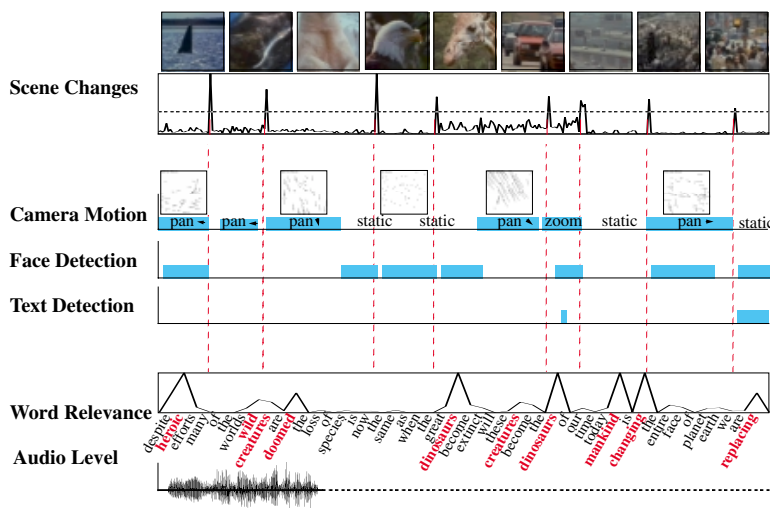 Scene Changes
Camera Motion
pan pan pan static static pan zoom static pan static
Face Detection
Text Detection
Word Relevance
despite heroic efforts many of the worlds wild creatures are doomed the loss of species is now the same as when the great dinosaurs become extinct will these creatures become the dinosaurs of our time today mankind is changing the entire face of planet earth we are replacing
Audio Level